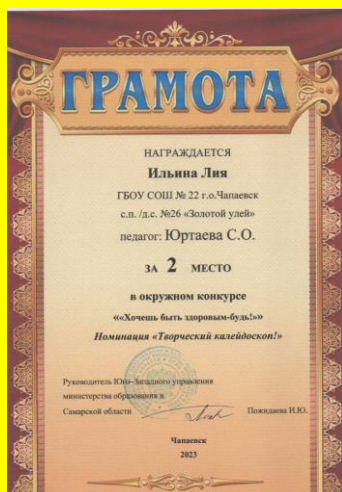 ГРАМОТА
НАГРАЖДАЕТСЯ
Ильина Лия
ГБОУ СОШ № 22 г.о.Чапаевск
с.п. /д.с. №26 «Золотой улей»
педагог: Юртаева С.О.
ЗА 2 МЕСТО
в окружном конкурсе
««Хочешь быть здоровым-будь!»»
Номинация «Творческий калейдоскоп!»
Руководитель Юго-Западного управления
министерства образования и
Самарской области Пожидаева И.Ю.
Чапаевск
2023